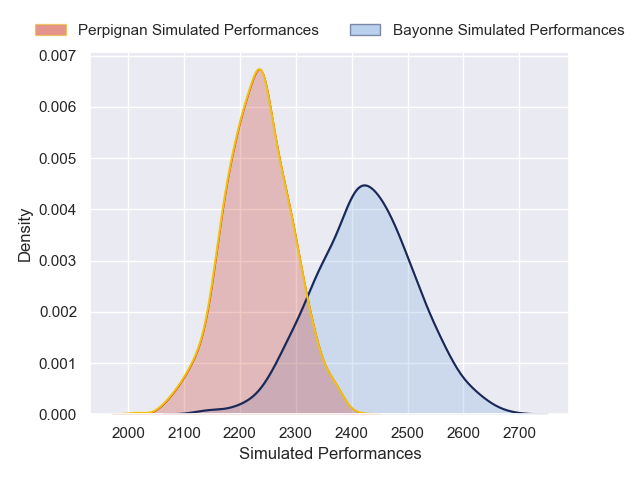 Perpignan Simulated Performances
Bayonne Simulated Performances
0.007
0.006
0.005
0.004
0.003
0.002
0.001
0.000
Density
2000 2100 2200 2300 2400 2500 2600 2700
Simulated Performances